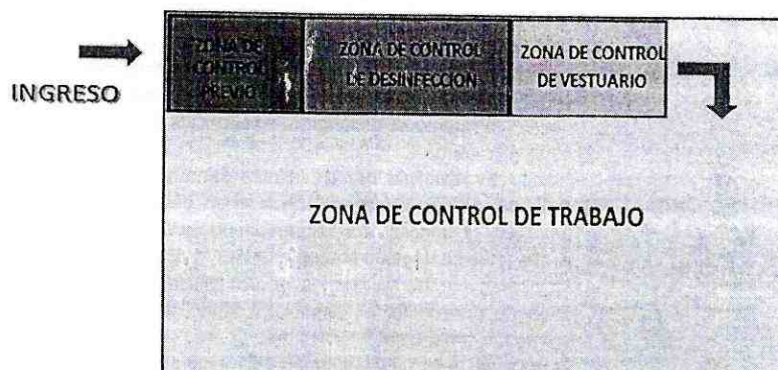 INGRESO
ZONA DE
CONTROL
PREVIO
ZONA DE CONTROL
DE DESINFECCION
ZONA DE CONTROL
DE VESTUARIO
ZONA DE CONTROL DE TRABAJO